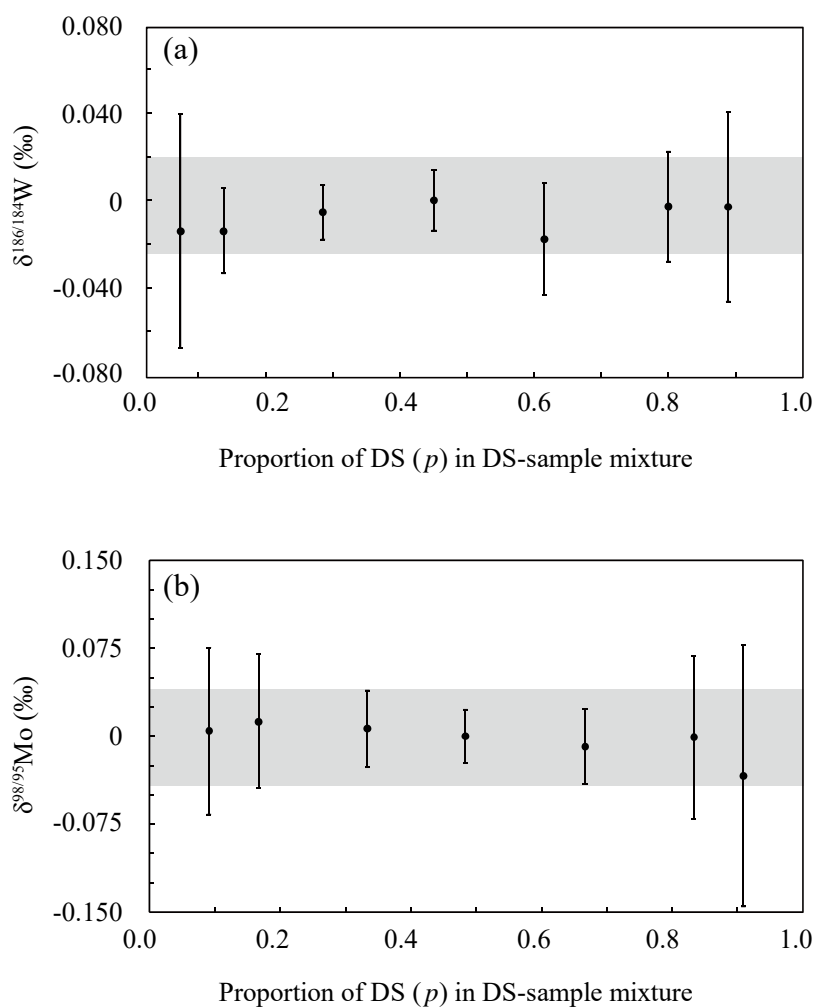 (a)
0.080
0.040
0
-0.040
-0.080
δ186/184W (‰)
0.0 0.2 0.4 0.6 0.8 1.0
Proportion of DS (p) in DS-sample mixture
(b)
0.150
0.075
0
-0.075
-0.150
δ98/95Mo (‰)
0.0 0.2 0.4 0.6 0.8 1.0
Proportion of DS (p) in DS-sample mixture